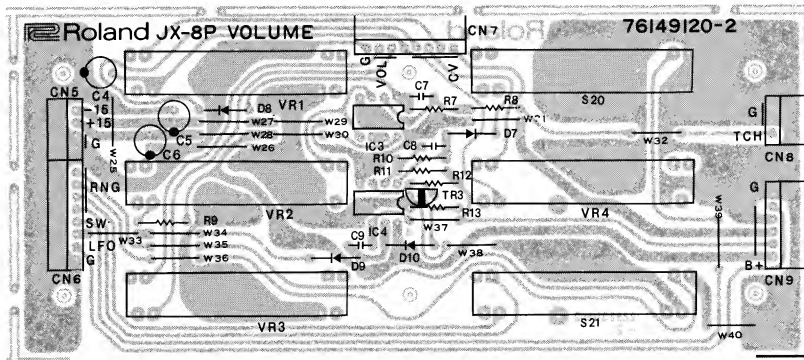 Roland JX-8P VOLUME
CN7
76149120-2
G
VOL
CV
C4
CN5
-15
+15
G
C5
C6
W25
D8
VR1
W27
W29
W28
W30
W26
C7
R7
R8
S20
W31
D7
IC3
C8
W32
G
TCH
CN8
R10
R11
R12
TR3
R13
RNG
VR2
IC4
W37
VR4
W39
G
SW
R9
LFO
W33
W34
W35
G
W36
CN6
C9
D10
W38
D9
B+
CN9
VR3
S21
W40